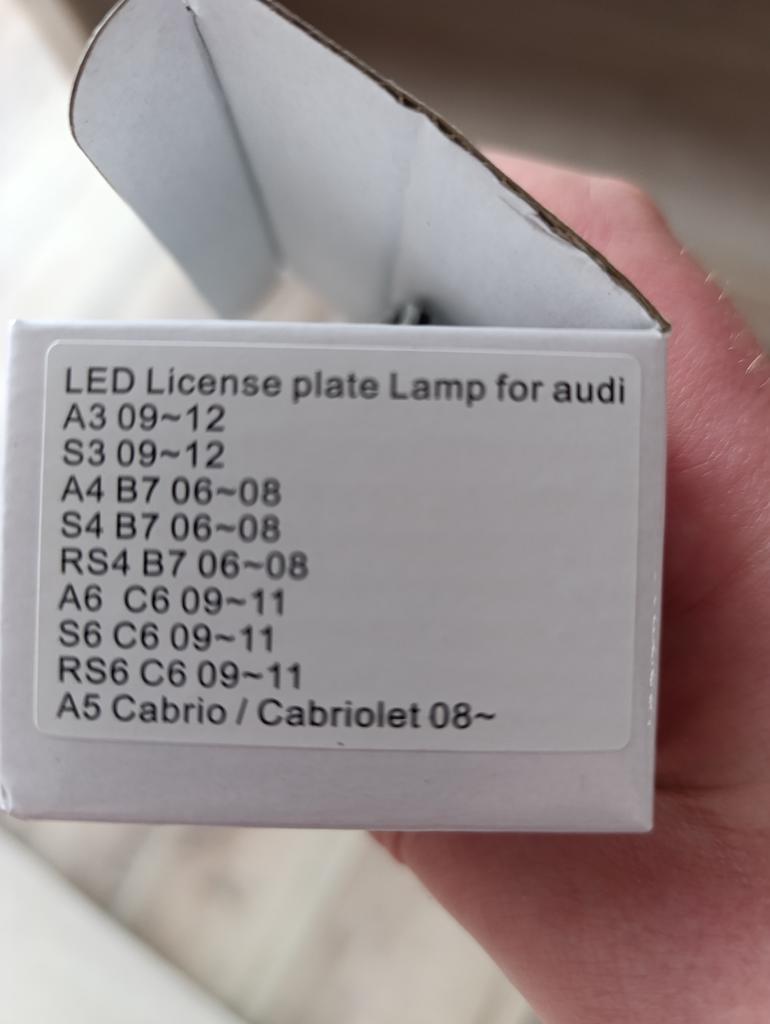 LED License plate Lamp for audi
A3 09~12
S3 09~12
A4 B7 06~08
S4 B7 06~08
RS4 B7 06~08
A6 C6 09~11
S6 C6 09~11
RS6 C6 09~11
A5 Cabrio / Cabriolet 08~